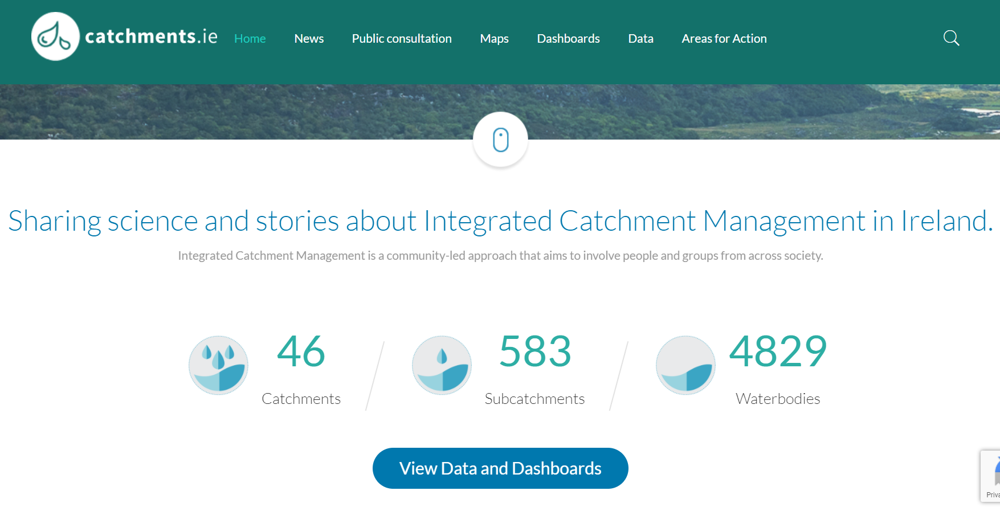 catchments.ie
Home News Public consultation Maps Dashboards Data Areas for Action
Sharing science and stories about Integrated Catchment Management in Ireland.
Integrated Catchment Management is a community-led approach that aims to involve people and groups from across society.
46
Catchments
583
Subcatchments
4829
Waterbodies
View Data and Dashboards